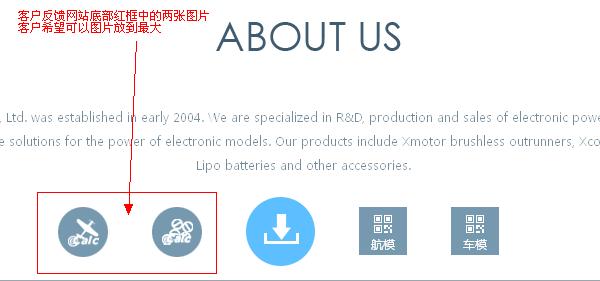 客户反馈网站底部红框中的两张图片
客户希望可以图片放到最大
ABOUT US
, Ltd. was established in early 2004. We are specialized in R&D, production and sales of electronic powe
e solutions for the power of electronic models. Our products include Xmotor brushless outrunners, Xco
Lipo batteries and other accessories.
@Calc
@Calc
航模
车模